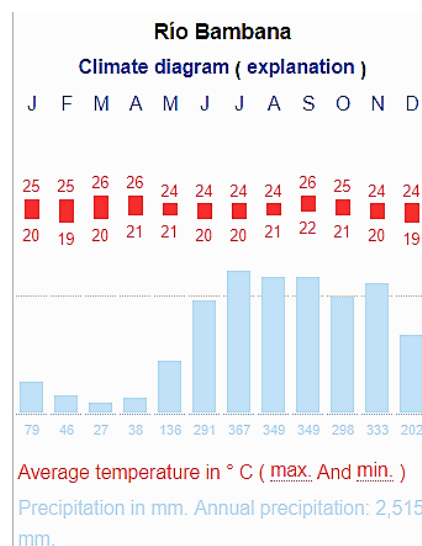 Río Bambana
Climate diagram ( explanation )
J F M A M J J A S O N D
25 25 26 26 24 24 24 24 26 25 24 24
20 19 20 21 21 20 20 21 22 21 20 19
79 46 27 38 136 291 367 349 349 298 333 202
Average temperature in ° C ( max. And min. )
Precipitation in mm. Annual precipitation: 2,515
mm.